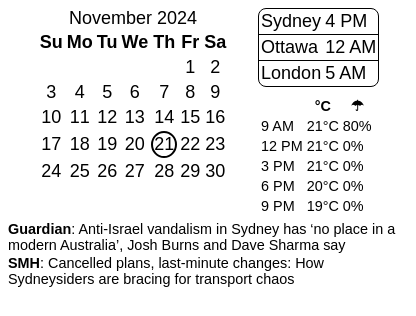 November 2024
Su Mo Tu We Th Fr Sa
1 2
3 4 5 6 7 8 9
10 11 12 13 14 15 16
17 18 19 20 21 22 23
24 25 26 27 28 29 30
Sydney 4 PM
Ottawa 12 AM
London 5 AM
°C ☂
9 AM 21°C 80%
12 PM 21°C 0%
3 PM 21°C 0%
6 PM 20°C 0%
9 PM 19°C 0%
Guardian: Anti-Israel vandalism in Sydney has ‘no place in a
modern Australia’, Josh Burns and Dave Sharma say
SMH: Cancelled plans, last-minute changes: How
Sydneysiders are bracing for transport chaos